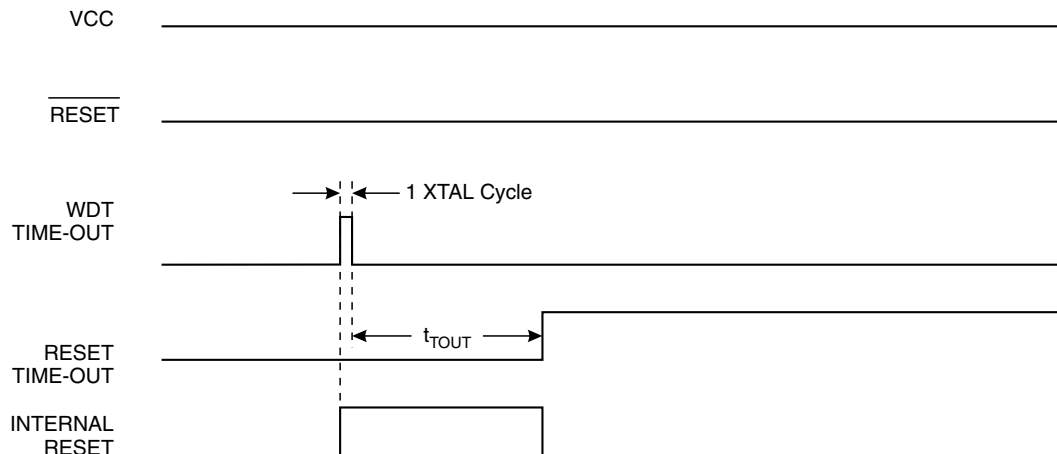 VCC
RESET
1 XTAL Cycle
WDT
TIME-OUT
tTOUT
RESET
TIME-OUT
INTERNAL
RESET